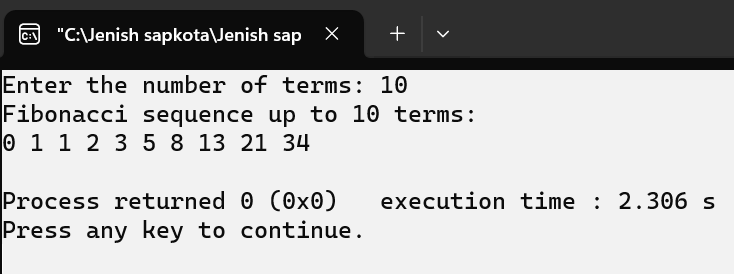 "C:\Jenish sapkota\Jenish sap
Enter the number of terms: 10
Fibonacci sequence up to 10 terms:
0 1 1 2 3 5 8 13 21 34
Process returned 0 (0x0)   execution time : 2.306 s
Press any key to continue.